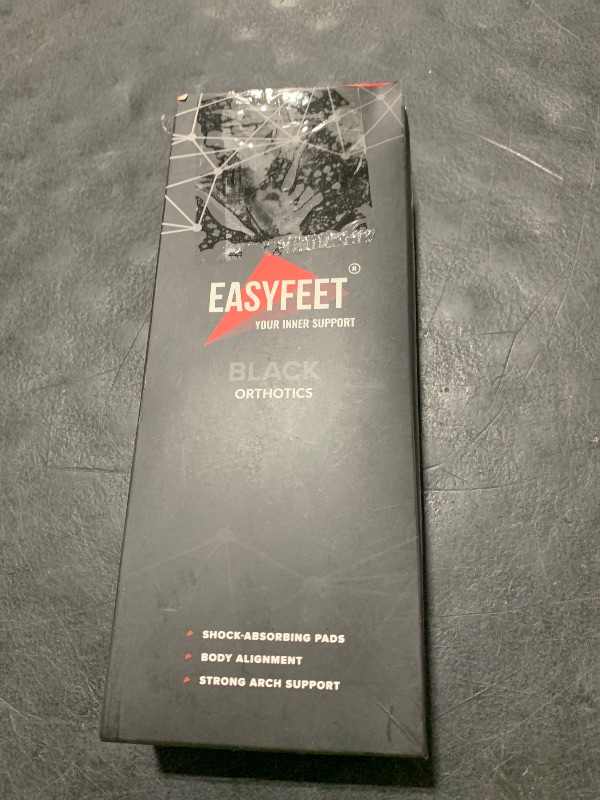 EASYFEET®
YOUR INNER SUPPORT
BLACK
ORTHOTICS
SHOCK-ABSORBING PADS
BODY ALIGNMENT
STRONG ARCH SUPPORT